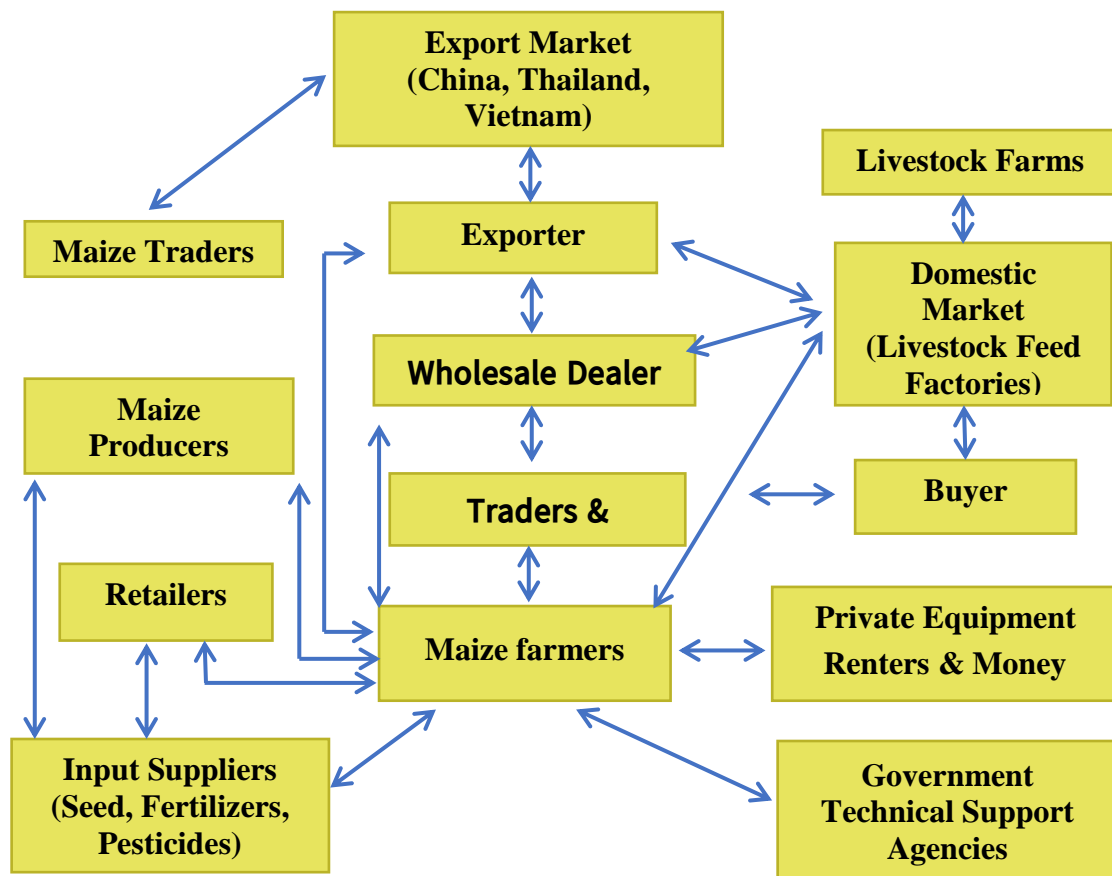 Export Market
(China, Thailand,
Vietnam)
Livestock Farms
Maize Traders
Exporter
Domestic
Market
(Livestock Feed
Factories)
Wholesale Dealer
Maize
Producers
Traders &
Buyer
Retailers
Maize farmers
Private Equipment
Renters & Money
Input Suppliers
(Seed, Fertilizers,
Pesticides)
Government
Technical Support
Agencies